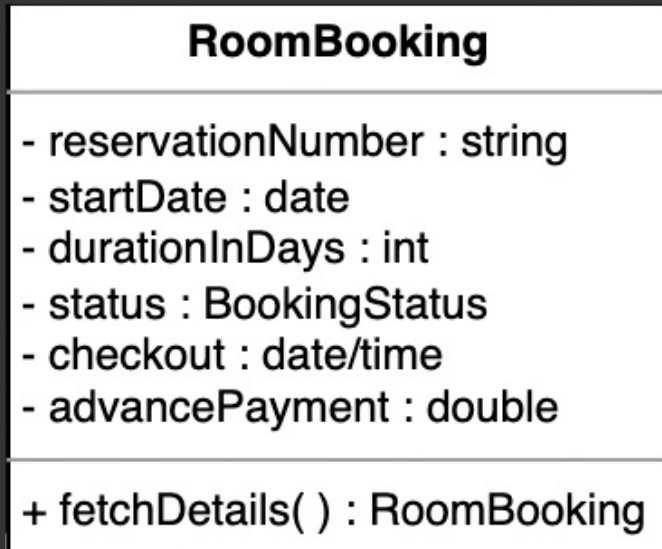 RoomBooking
- reservationNumber : string
- startDate : date
- durationInDays : int
- status : BookingStatus
- checkout : date/time
- advancePayment : double
+ fetchDetails( ) : RoomBooking